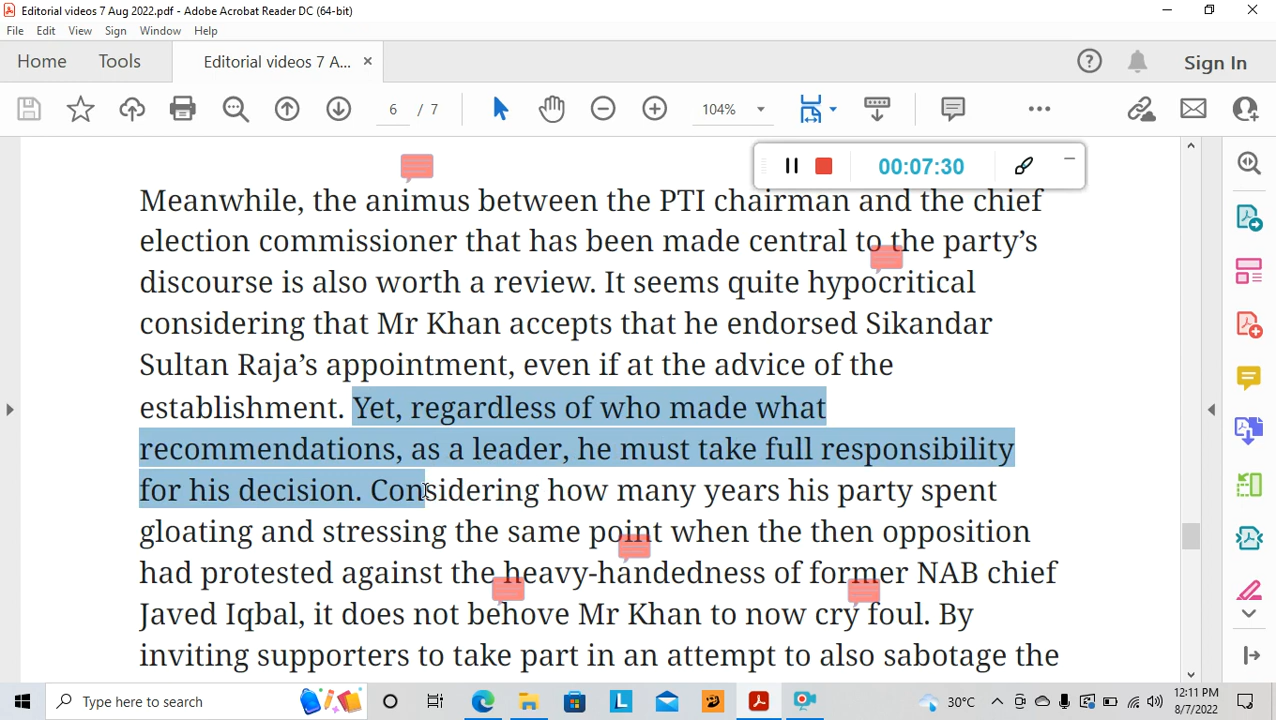 Editorial videos 7 Aug 2022.pdf - Adobe Acrobat Reader DC (64-bit)
File Edit View Sign Window Help
Home Tools Editorial videos 7 A... × Sign In
6 / 7 104%
00:07:30
Meanwhile, the animus between the PTI chairman and the chief
election commissioner that has been made central to the party’s
discourse is also worth a review. It seems quite hypocritical
considering that Mr Khan accepts that he endorsed Sikandar
Sultan Raja’s appointment, even if at the advice of the
establishment. Yet, regardless of who made what
recommendations, as a leader, he must take full responsibility
for his decision. Considering how many years his party spent
gloating and stressing the same point when the then opposition
had protested against the heavy-handedness of former NAB chief
Javed Iqbal, it does not behove Mr Khan to now cry foul. By
inviting supporters to take part in an attempt to also sabotage the
Type here to search 30°C 12:11 PM
8/7/2022